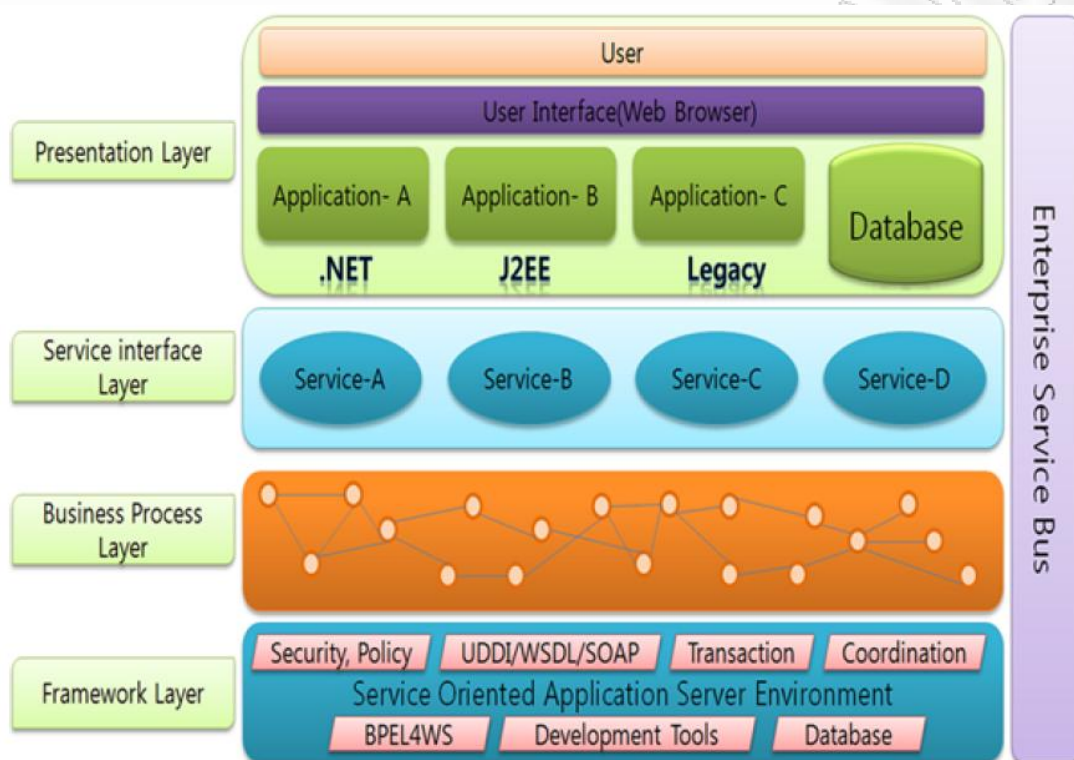 User
User Interface(Web Browser)
Presentation Layer
Application- A
Application- B
Application- C
Database
.NET
J2EE
Legacy
Service interface
Layer
Service-A
Service-B
Service-C
Service-D
Business Process
Layer
Framework Layer
Security, Policy
UDDI/WSDL/SOAP
Transaction
Coordination
Service Oriented Application Server Environment
BPEL4WS
Development Tools
Database
Enterprise Service Bus